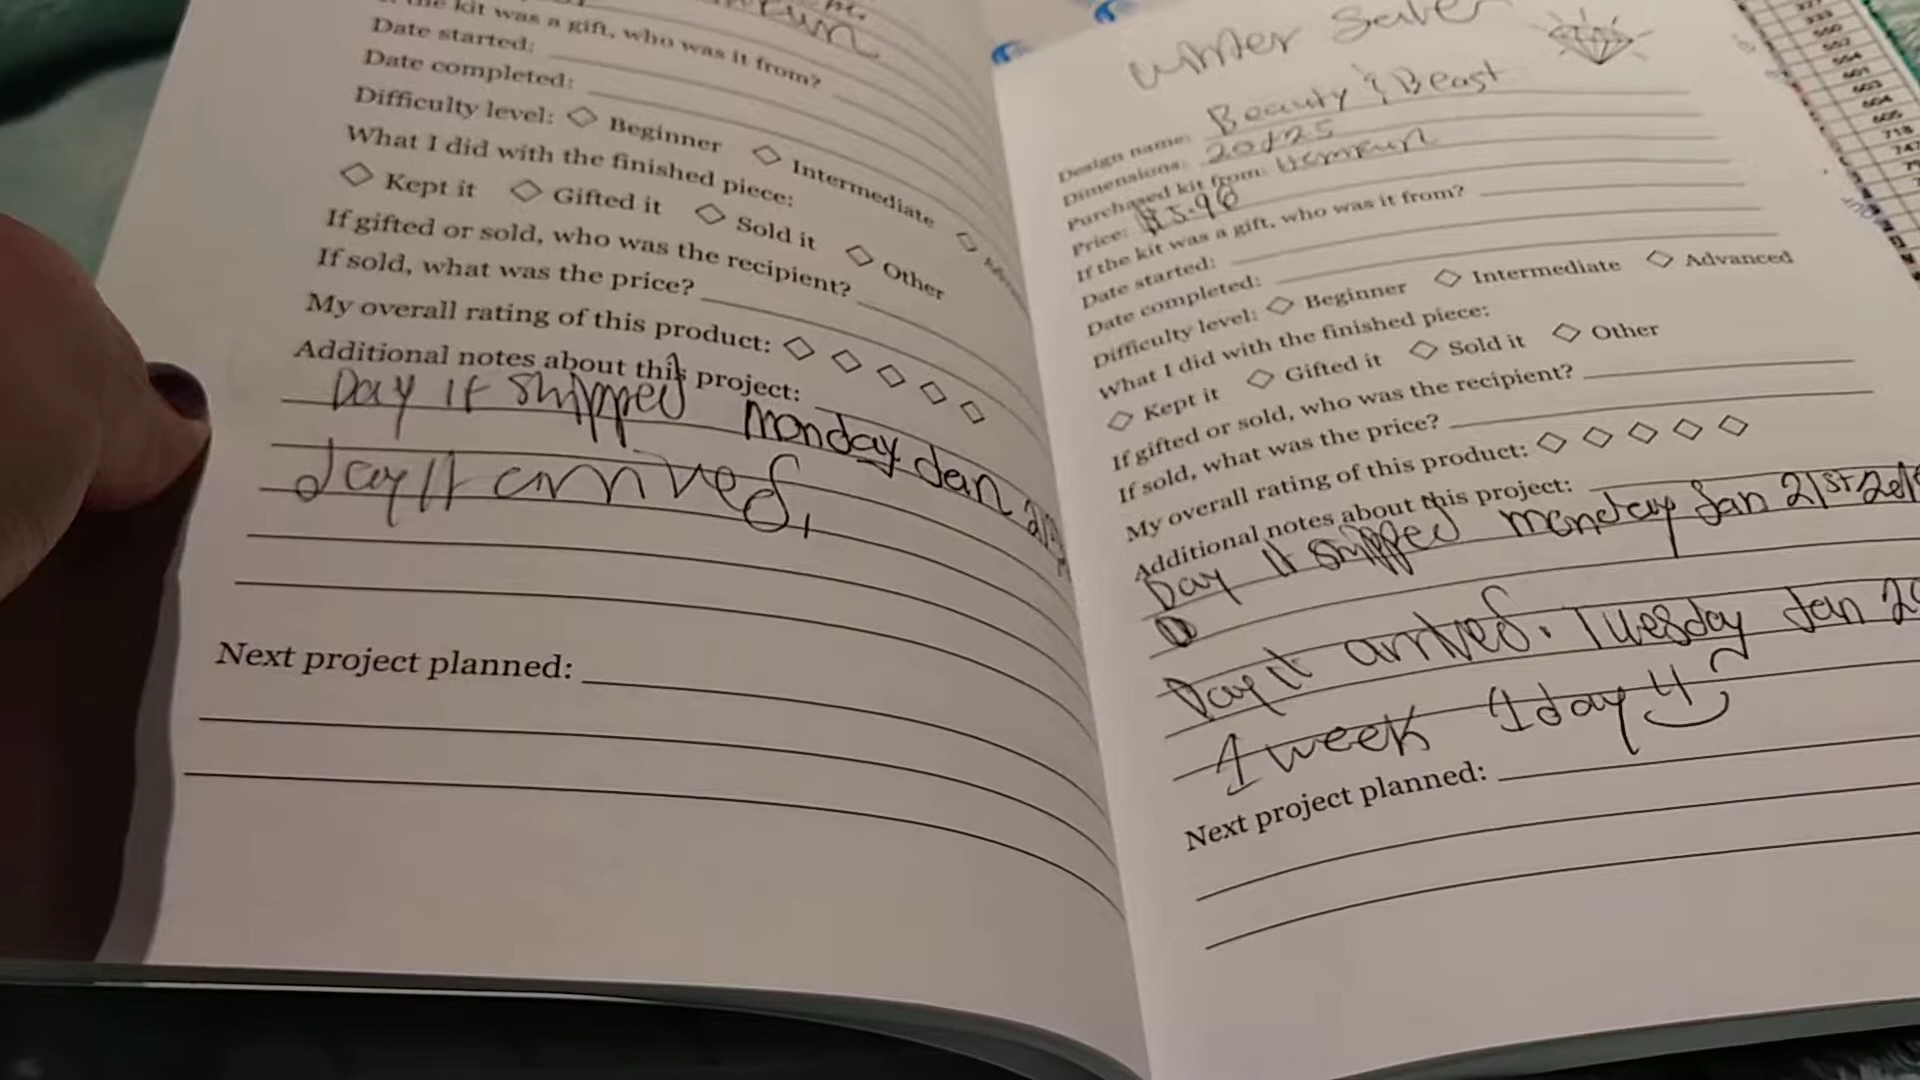 If the kit was a gift, who was it from?
Date started:
Date completed:
Difficulty level: Beginner Intermediate
What I did with the finished piece:
Kept it Gifted it Sold it Other
If gifted or sold, who was the recipient?
If sold, what was the price?
My overall rating of this product:
Additional notes about this project:
Day it shipped Monday Jan
day it arrived,
Next project planned:
Beauty & Beast
Design name:
Dimensions: 20x25
Purchased kit from:
Price:
If the kit was a gift, who was it from?
Date started:
Date completed:
Difficulty level: Beginner Intermediate Advanced
What I did with the finished piece:
Kept it Gifted it Sold it Other
If gifted or sold, who was the recipient?
If sold, what was the price?
My overall rating of this product:
Additional notes about this project:
Day it shipped Monday Jan 21st
Day it arrived. Tuesday Jan
1 week 1 day
Next project planned: